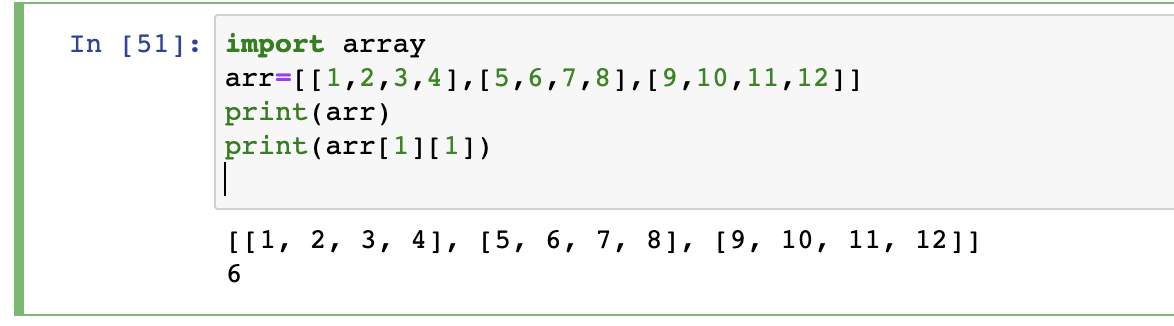 In [51]: import array
arr=[[1,2,3,4],[5,6,7,8],[9,10,11,12]]
print(arr)
print(arr[1][1])
[[1, 2, 3, 4], [5, 6, 7, 8], [9, 10, 11, 12]]
6